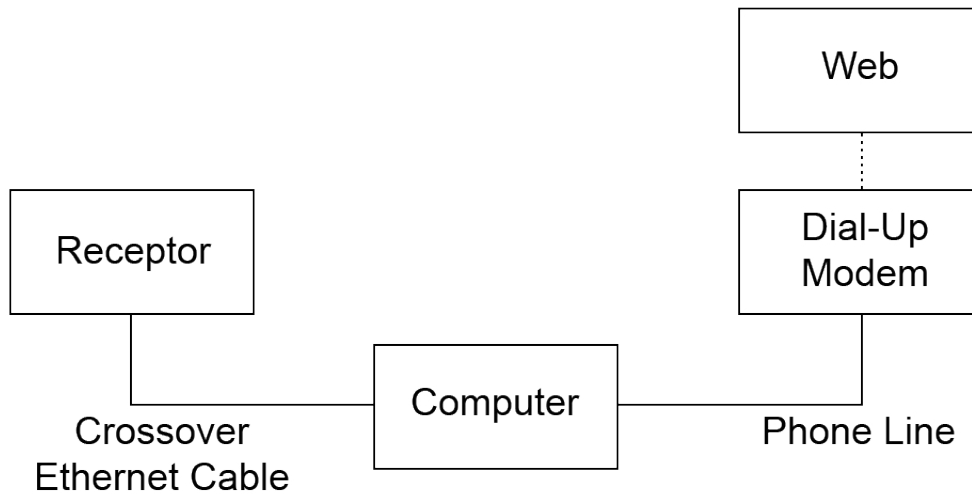 Web
Receptor
Dial-Up
Modem
Computer
Crossover
Ethernet Cable
Phone Line